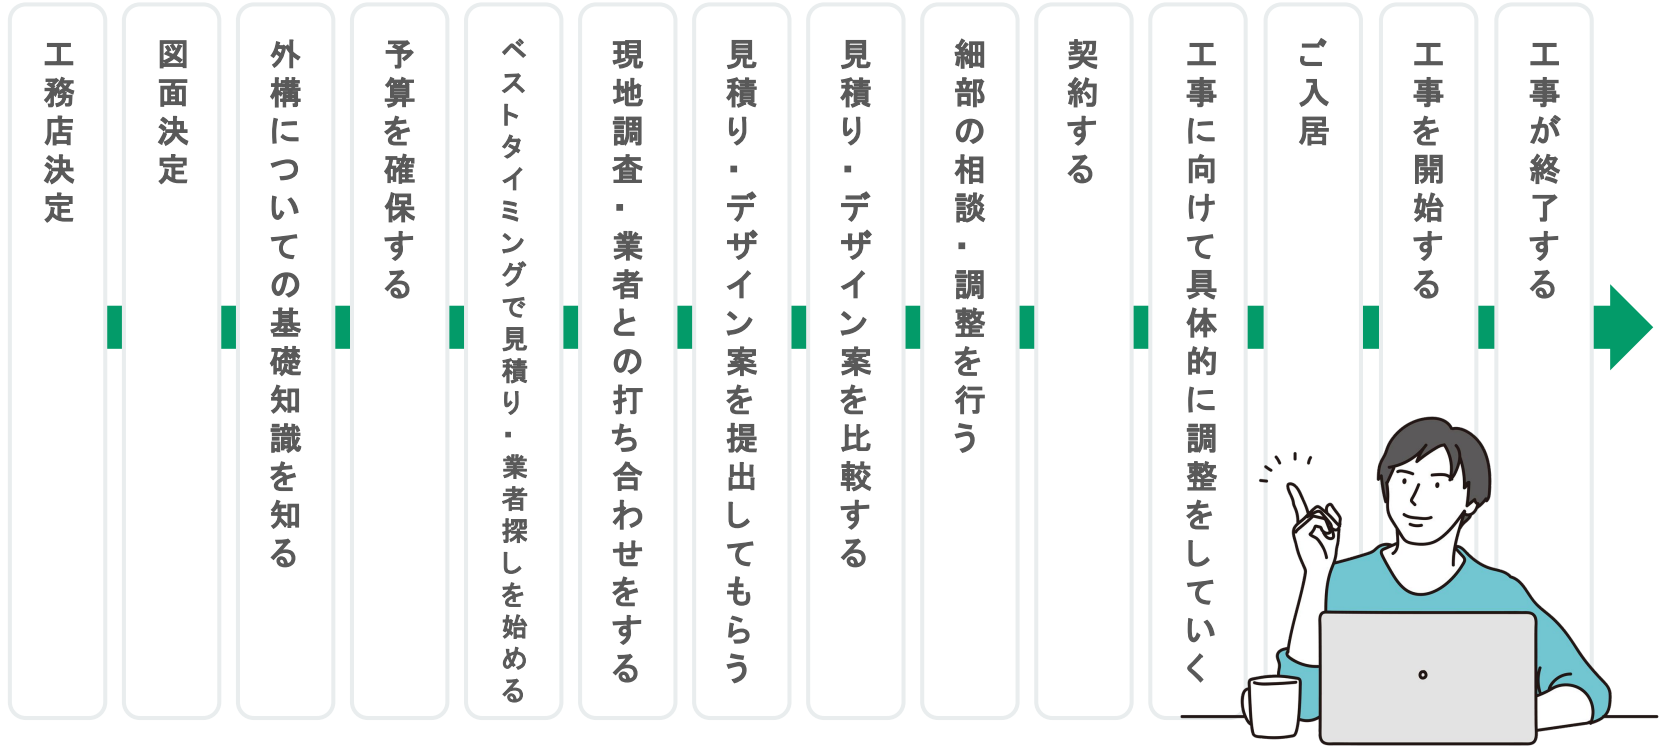 工務店決定
図面決定
外構についての基礎知識を知る
予算を確保する
ベストタイミングで見積り・業者探しを始める
現地調査・業者との打ち合わせをする
見積り・デザイン案を提出してもらう
見積り・デザイン案を比較する
細部の相談・調整を行う
契約する
工事に向けて具体的に調整をしていく
ご入居
工事を開始する
工事が終了する